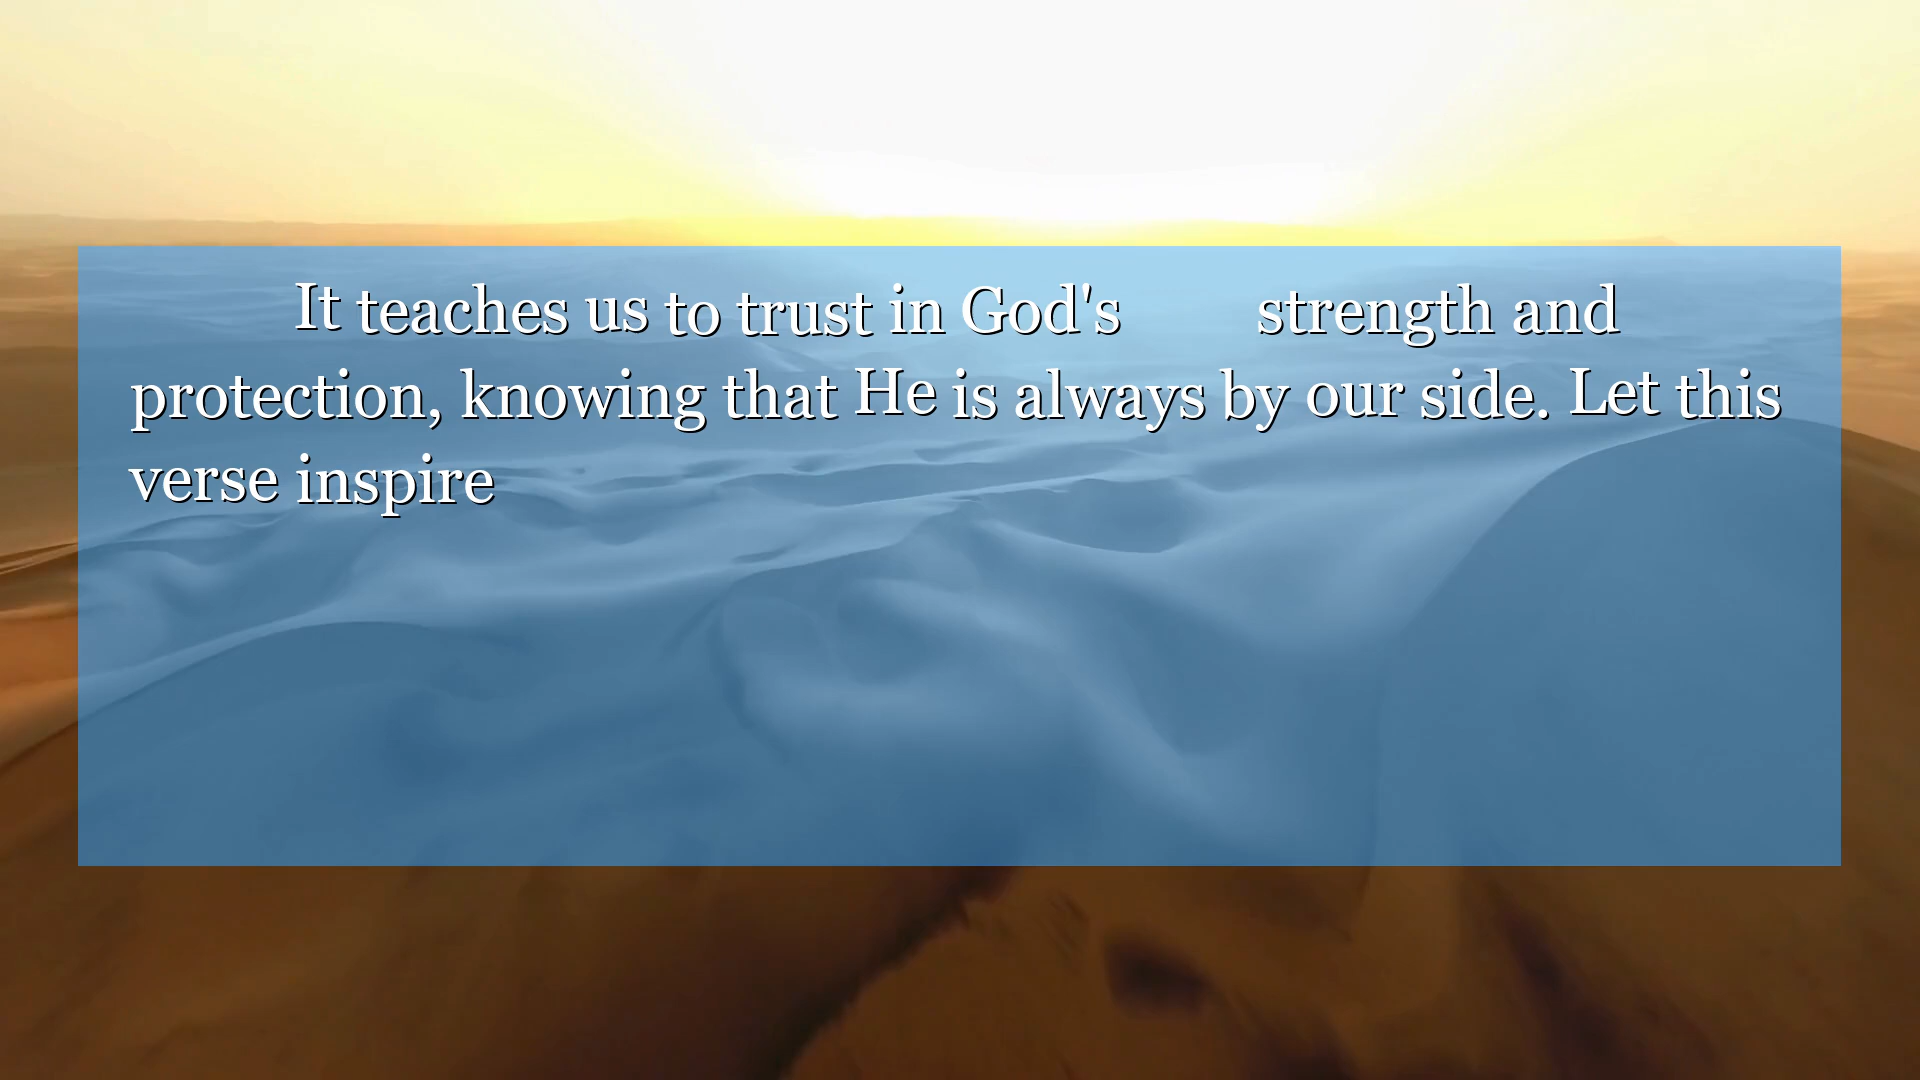 It teaches us to trust in God's strength and
protection, knowing that He is always by our side. Let this
verse inspire